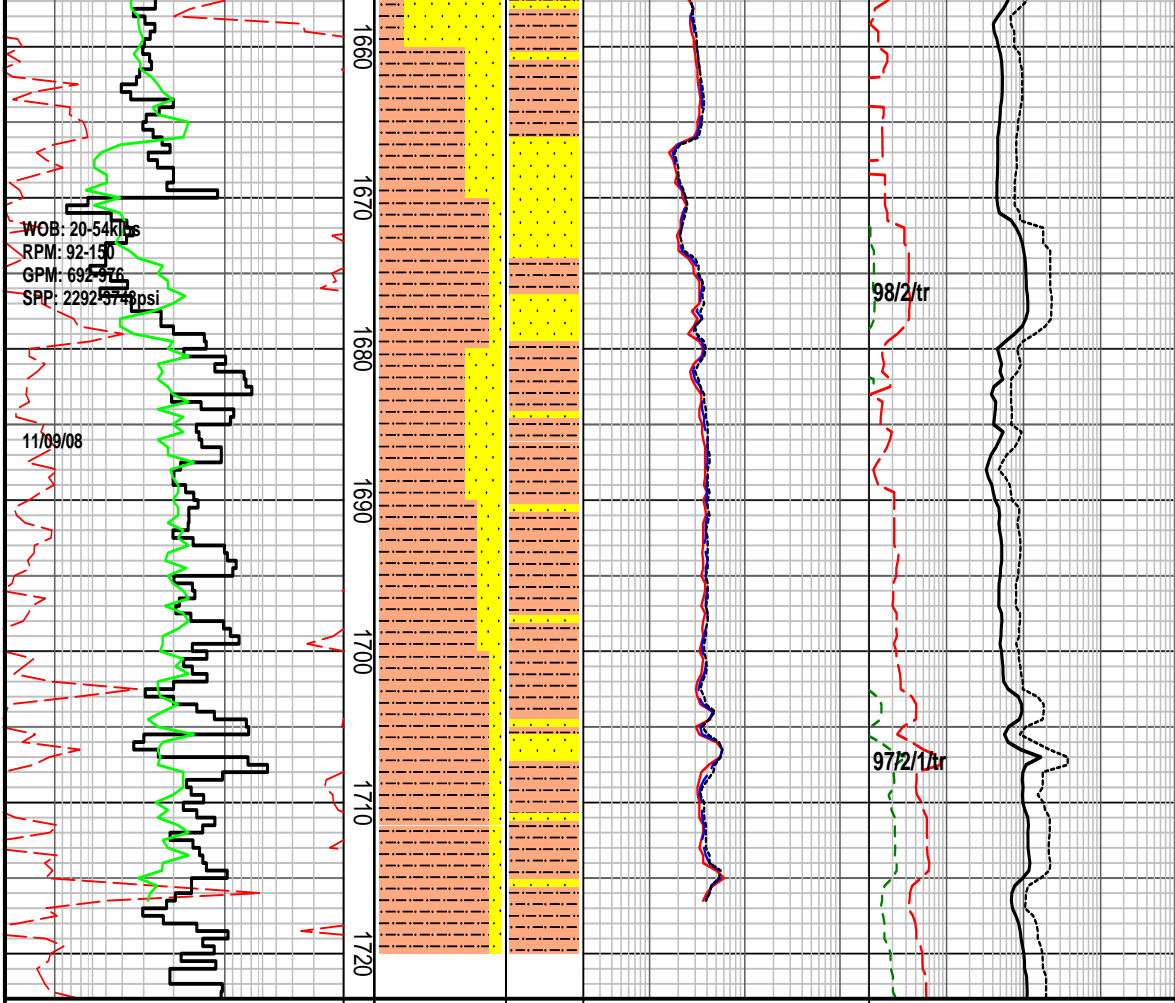 1660
1670
WOB: 20-54klbs
RPM: 92-150
GPM: 692-976
SPP: 2292-3748psi
98/2/tr
1680
11/09/08
1690
1700
97/2/1/tr
1710
1720